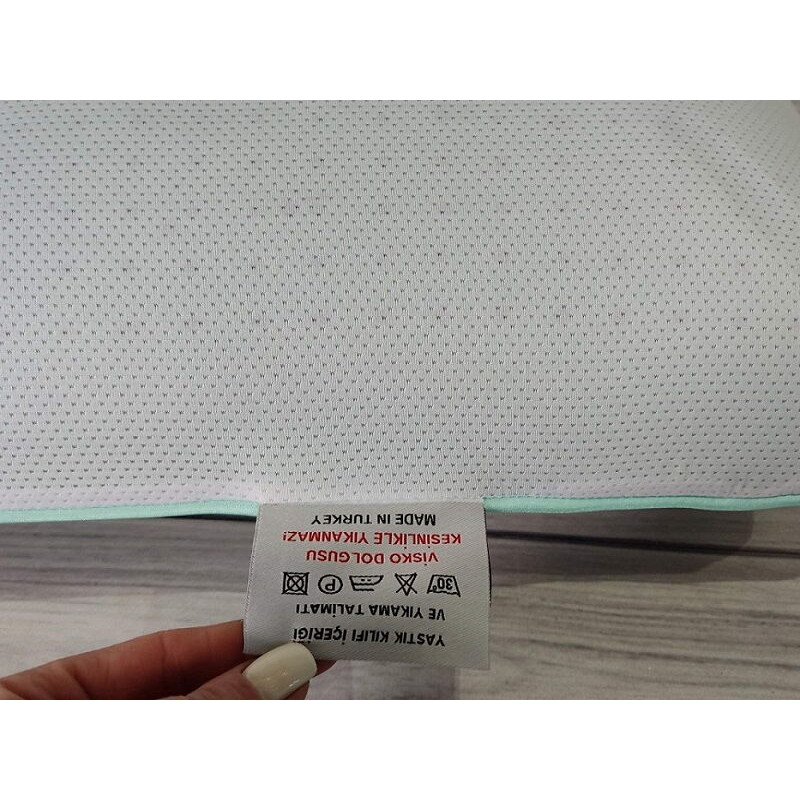 YASTIK KILIFI İÇERİĞİ
VE YIKAMA TALİMATI
30°
P
VİSKO DOLGUSU
KESİNLİKLE YIKANMAZ!
MADE IN TURKEY